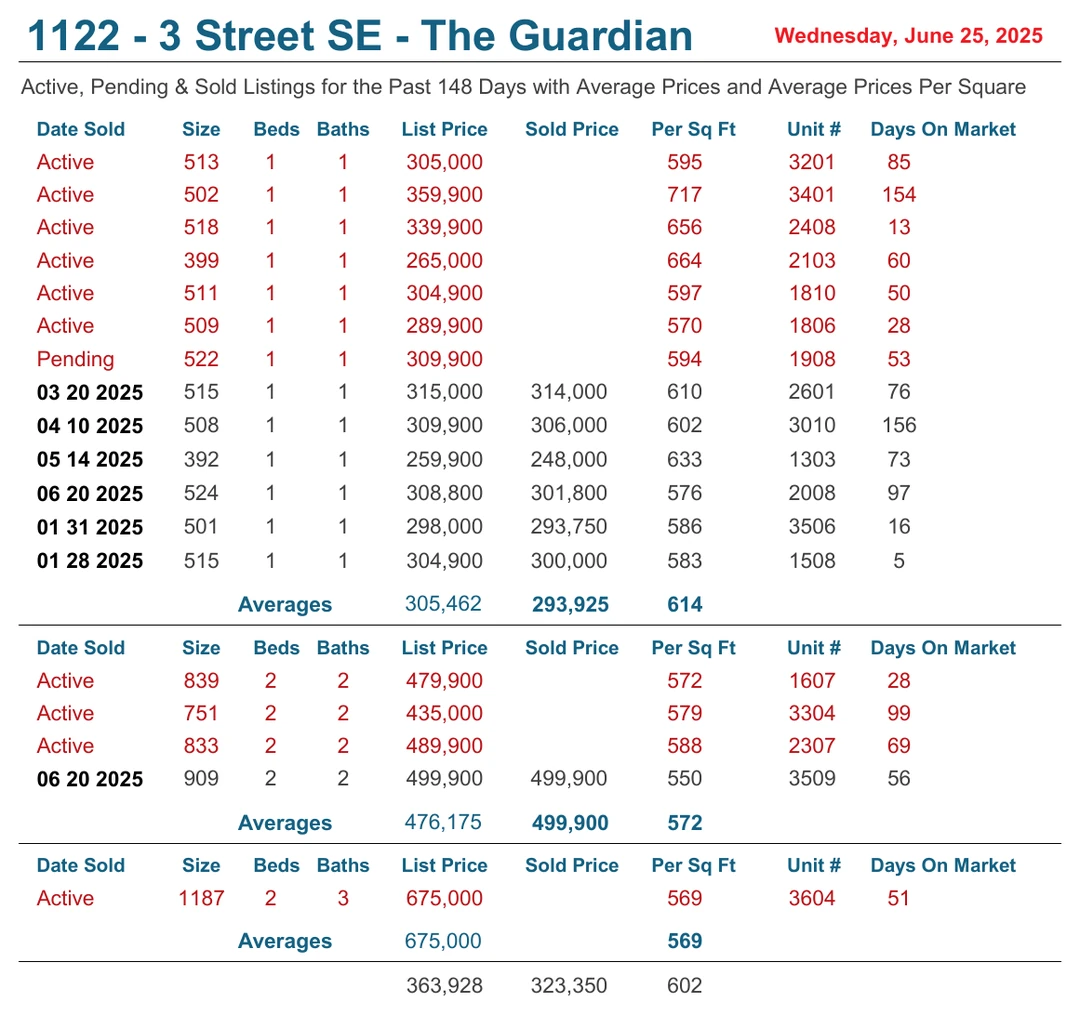 1122 - 3 Street SE - The Guardian Wednesday, June 25, 2025
Active, Pending & Sold Listings for the Past 148 Days with Average Prices and Average Prices Per Square
Date Sold Size Beds Baths List Price Sold Price Per Sq Ft Unit # Days On Market
Active 513 1 1 305,000 595 3201 85
Active 502 1 1 359,900 717 3401 154
Active 518 1 1 339,900 656 2408 13
Active 399 1 1 265,000 664 2103 60
Active 511 1 1 304,900 597 1810 50
Active 509 1 1 289,900 570 1806 28
Pending 522 1 1 309,900 594 1908 53
03 20 2025 515 1 1 315,000 314,000 610 2601 76
04 10 2025 508 1 1 309,900 306,000 602 3010 156
05 14 2025 392 1 1 259,900 248,000 633 1303 73
06 20 2025 524 1 1 308,800 301,800 576 2008 97
01 31 2025 501 1 1 298,000 293,750 586 3506 16
01 28 2025 515 1 1 304,900 300,000 583 1508 5
Averages 305,462 293,925 614
Date Sold Size Beds Baths List Price Sold Price Per Sq Ft Unit # Days On Market
Active 839 2 2 479,900 572 1607 28
Active 751 2 2 435,000 579 3304 99
Active 833 2 2 489,900 588 2307 69
06 20 2025 909 2 2 499,900 499,900 550 3509 56
Averages 476,175 499,900 572
Date Sold Size Beds Baths List Price Sold Price Per Sq Ft Unit # Days On Market
Active 1187 2 3 675,000 569 3604 51
Averages 675,000 569
363,928 323,350 602